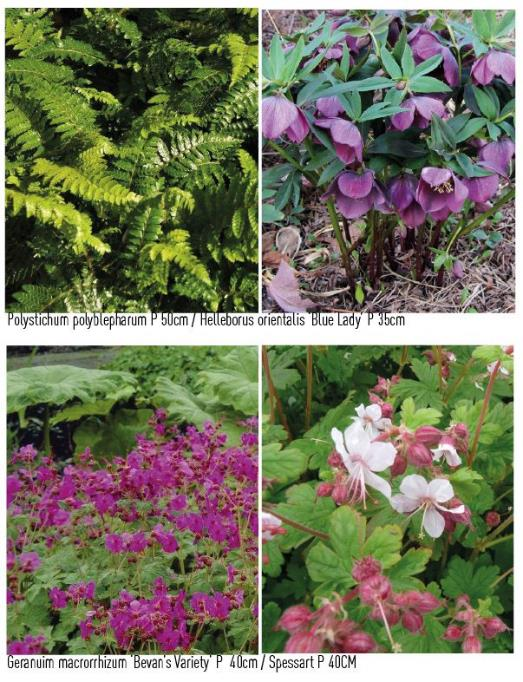 Polystichum polyblepharum P 50cm / Helleborus orientalis 'Blue Lady' P 35cm
Geranuim macrorrhizum 'Bevan's Variety' P 40cm / Spessart P 40CM